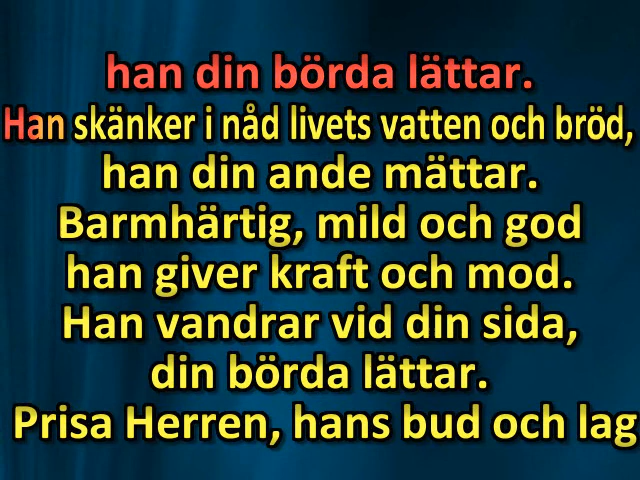 han din börda lättar.
Han skänker i nåd livets vatten och bröd,
han din ande mättar.
Barmhärtig, mild och god
han giver kraft och mod.
Han vandrar vid din sida,
din börda lättar.
Prisa Herren, hans bud och lag